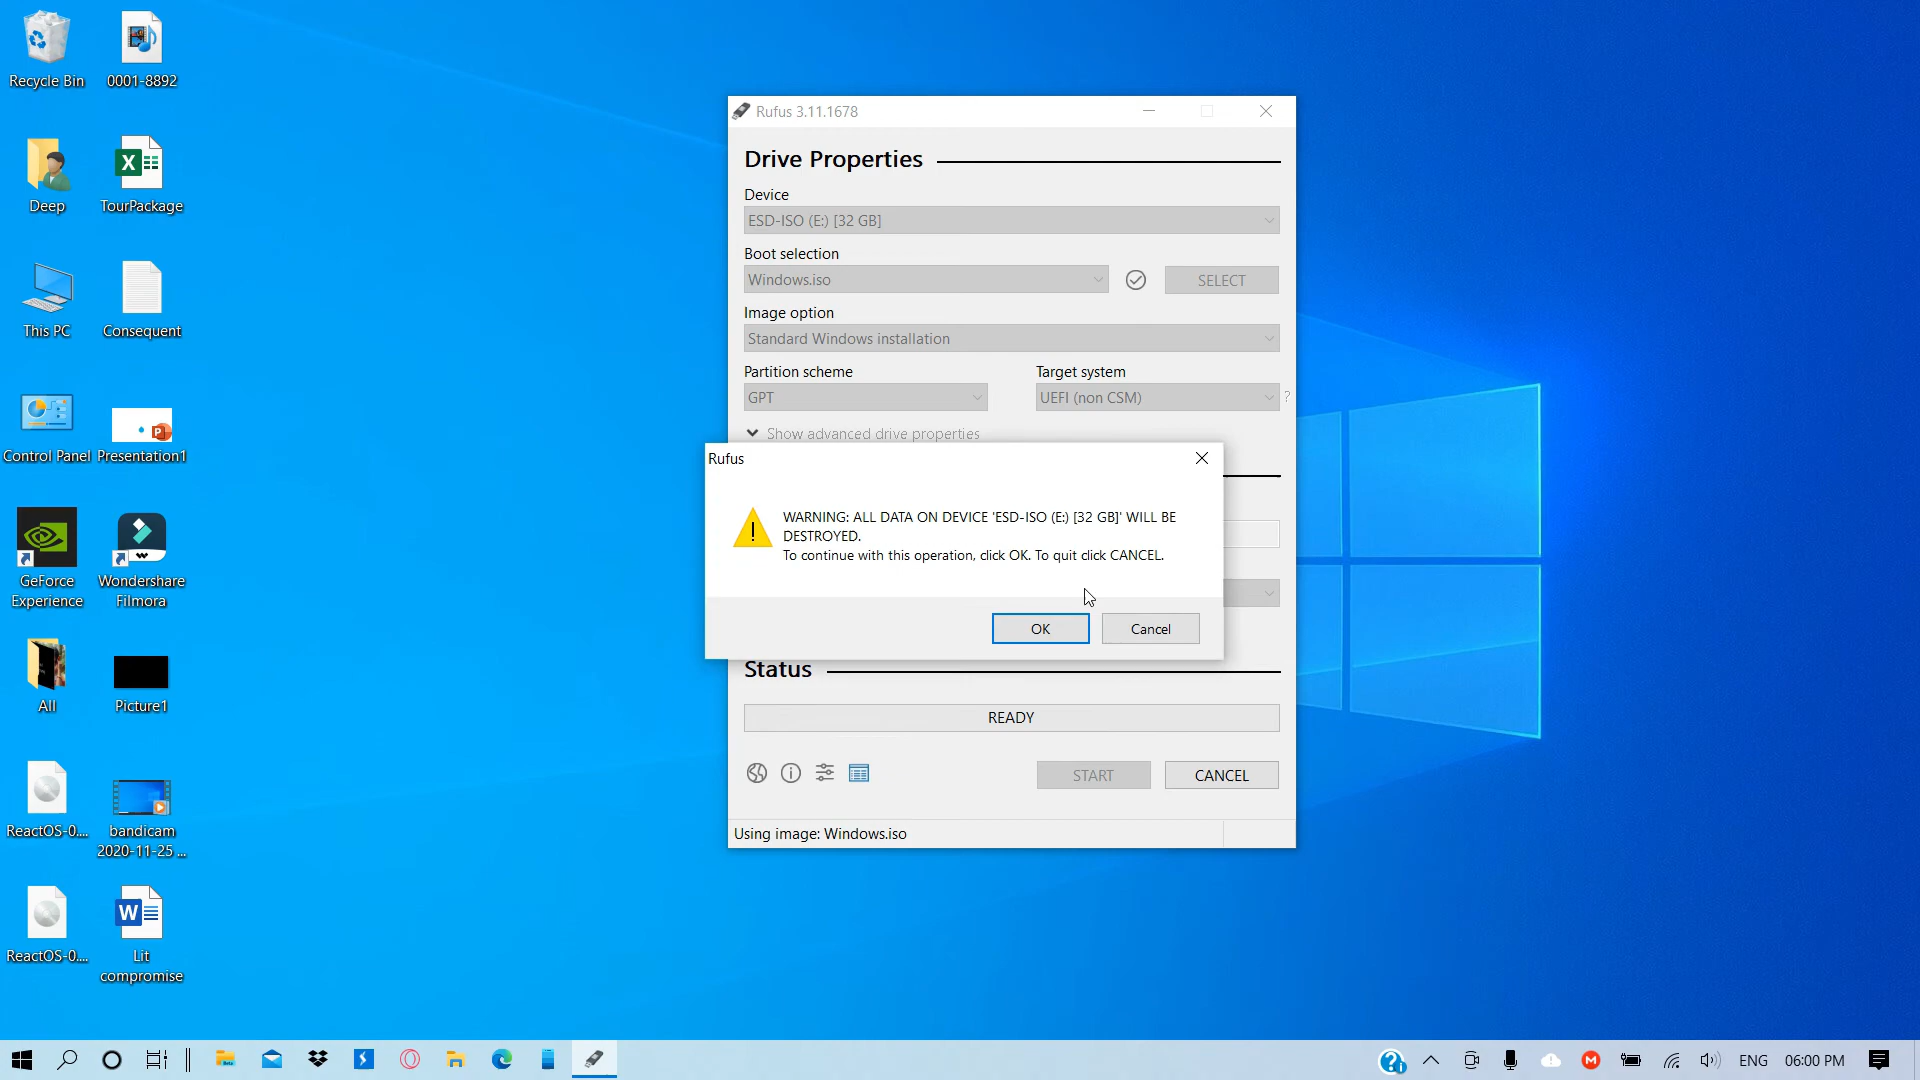 Recycle Bin
0001-8892
Deep
TourPackage
This PC
Consequent
Control Panel
Presentation1
GeForce
Experience
Wondershare
Filmora
All
Picture1
ReactOS-0....
bandicam
2020-11-25 ...
ReactOS-0....
Lit
compromise
Rufus 3.11.1678
Drive Properties
Device
ESD-ISO (E:) [32 GB]
Boot selection
Windows.iso
SELECT
Image option
Standard Windows installation
Partition scheme
Target system
GPT
UEFI (non CSM)
?
Show advanced drive properties
Rufus
WARNING: ALL DATA ON DEVICE 'ESD-ISO (E:) [32 GB]' WILL BE
DESTROYED.
To continue with this operation, click OK. To quit click CANCEL.
OK
Cancel
Status
READY
START
CANCEL
Using image: Windows.iso
ENG
06:00 PM